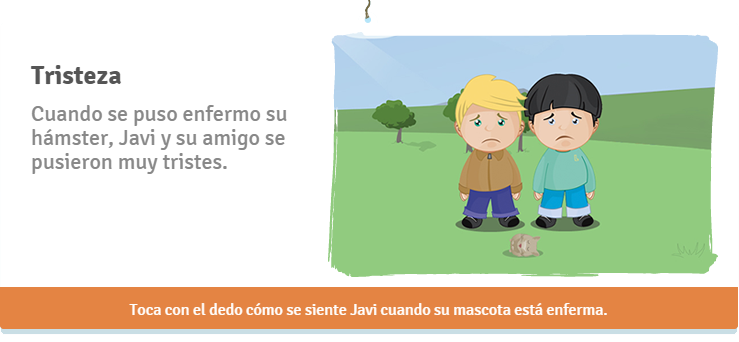 Tristeza
Cuando se puso enfermo su
hámster, Javi y su amigo se
pusieron muy tristes.
Toca con el dedo cómo se siente Javi cuando su mascota está enferma.